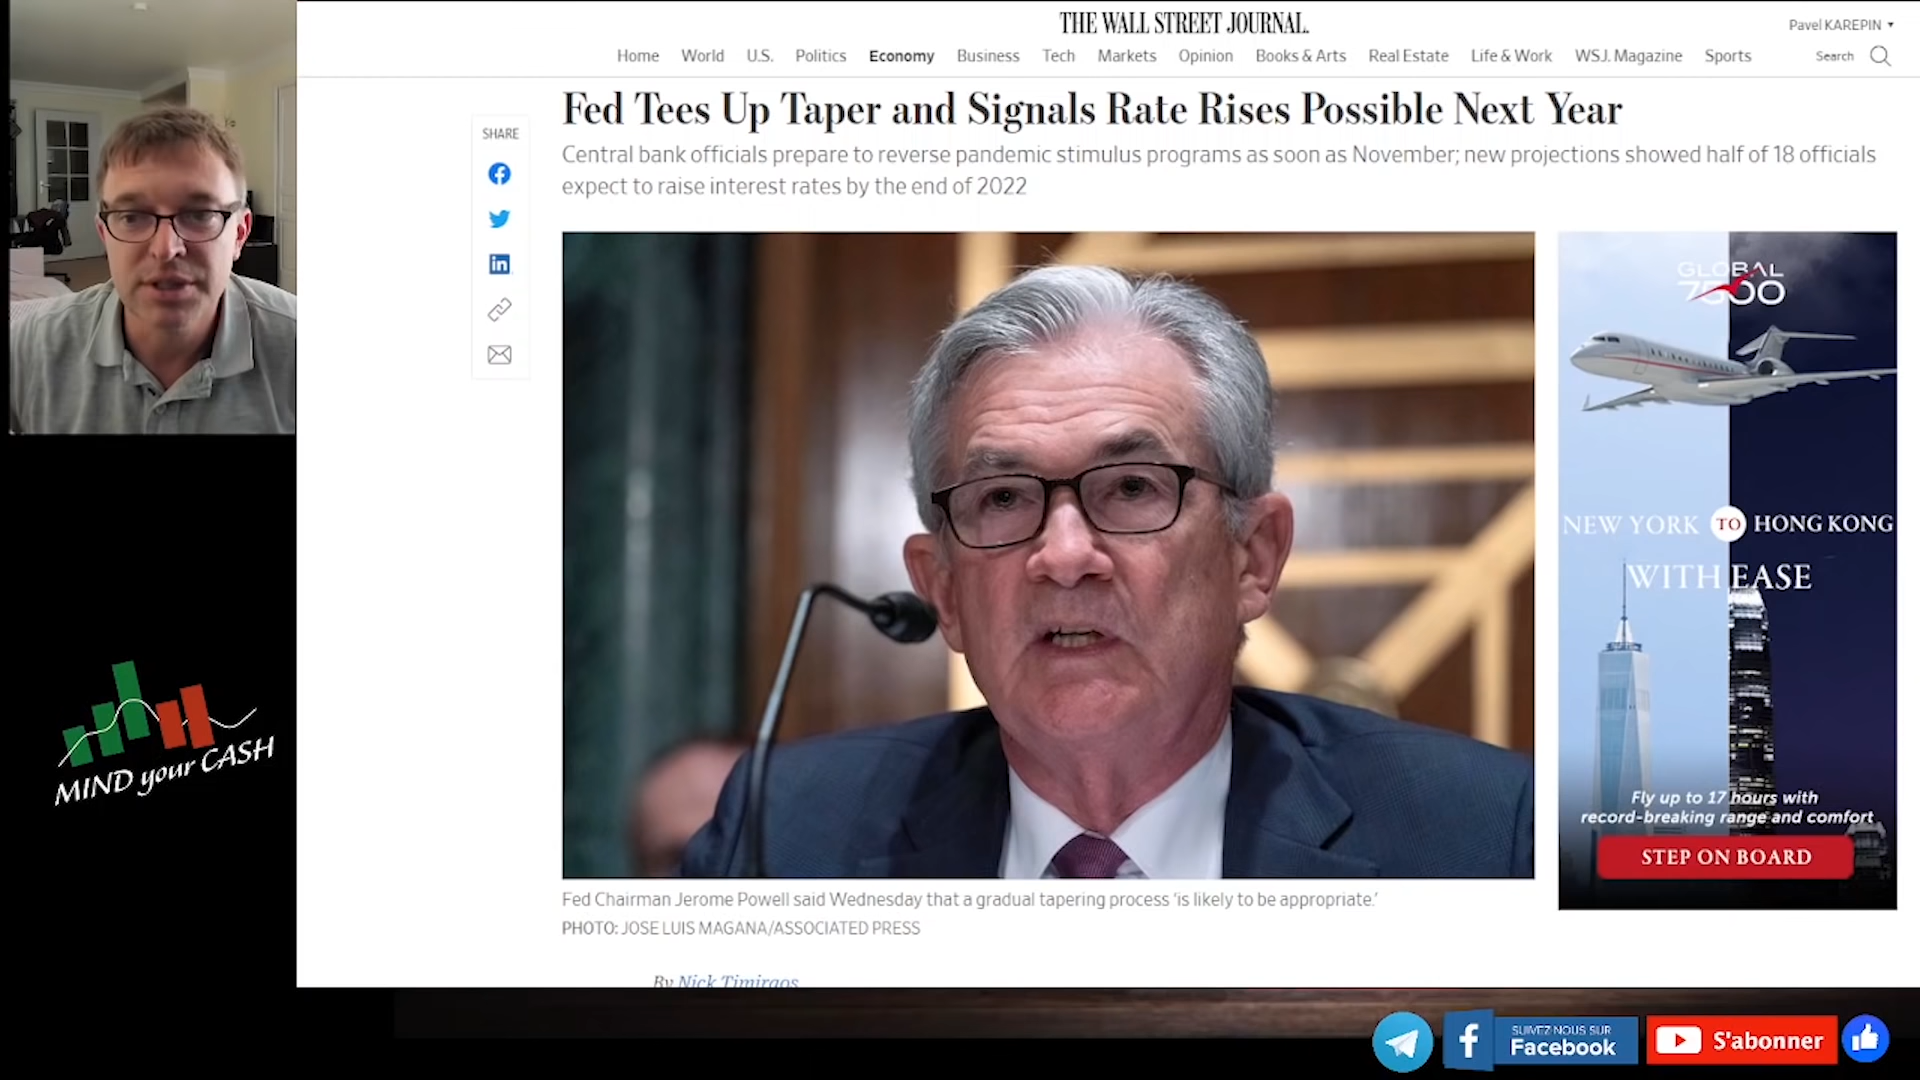 THE WALL STREET JOURNAL.
Pavel KAREPIN
Home World U.S. Politics Economy Business Tech Markets Opinion Books & Arts Real Estate Life & Work WSJ. Magazine Sports Search
Fed Tees Up Taper and Signals Rate Rises Possible Next Year
Central bank officials prepare to reverse pandemic stimulus programs as soon as November; new projections showed half of 18 officials
expect to raise interest rates by the end of 2022
SHARE
in
GLOBAL
7500
NEW YORK TO HONG KONG
WITH EASE
Fly up to 17 hours with
record-breaking range and comfort
STEP ON BOARD
Fed Chairman Jerome Powell said Wednesday that a gradual tapering process 'is likely to be appropriate.'
PHOTO: JOSE LUIS MAGANA/ASSOCIATED PRESS
By Nick Timiraos
MIND your CASH
SUIVEZ-NOUS SUR
Facebook
S'abonner